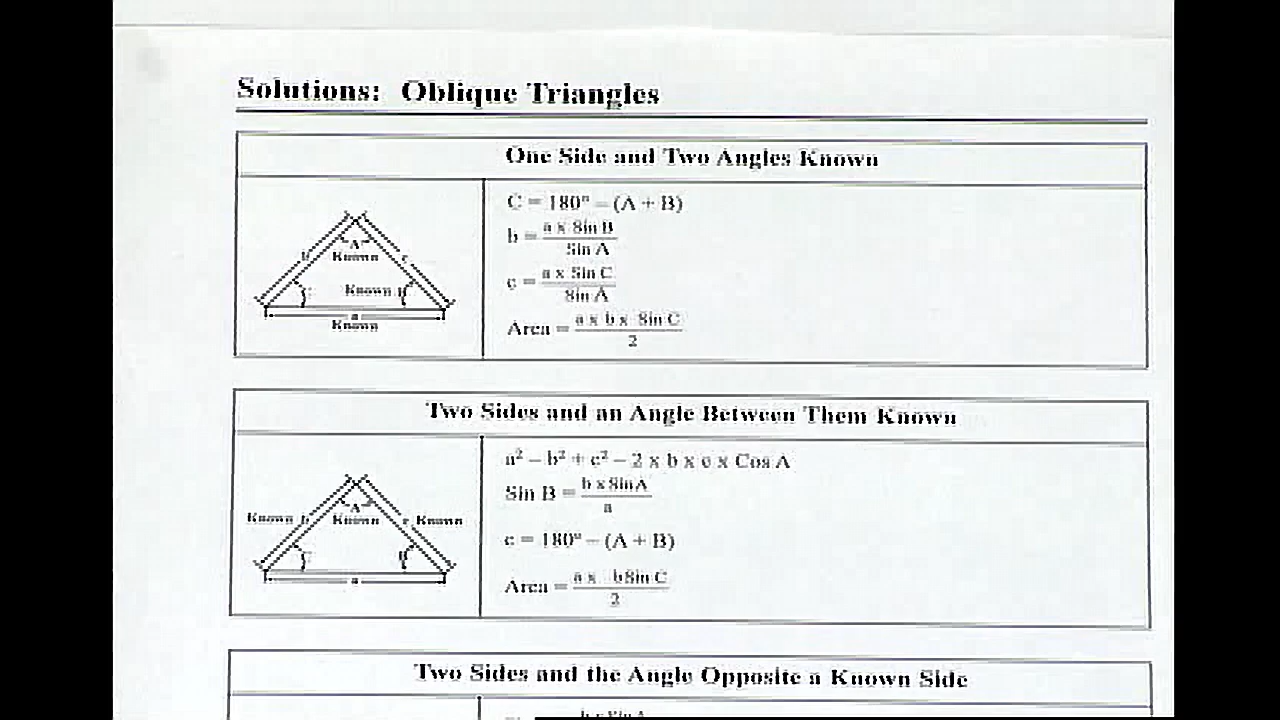 Solutions: Oblique Triangles
One Side and Two Angles Known
C = 180° – (A + B)
b = a x Sin B / Sin A
c = a x Sin C / Sin A
Area = a x b x Sin C / 2
b
A
Known
c
C
Known B
a
Known
Two Sides and an Angle Between Them Known
a² – b² + c² – 2 x b x c x Cos A
Sin B = b x Sin A / a
c = 180° – (A + B)
Area = a x bSin C / 2
Known b
A
Known
c Known
C
B
a
Two Sides and the Angle Opposite a Known Side
b x Sin A